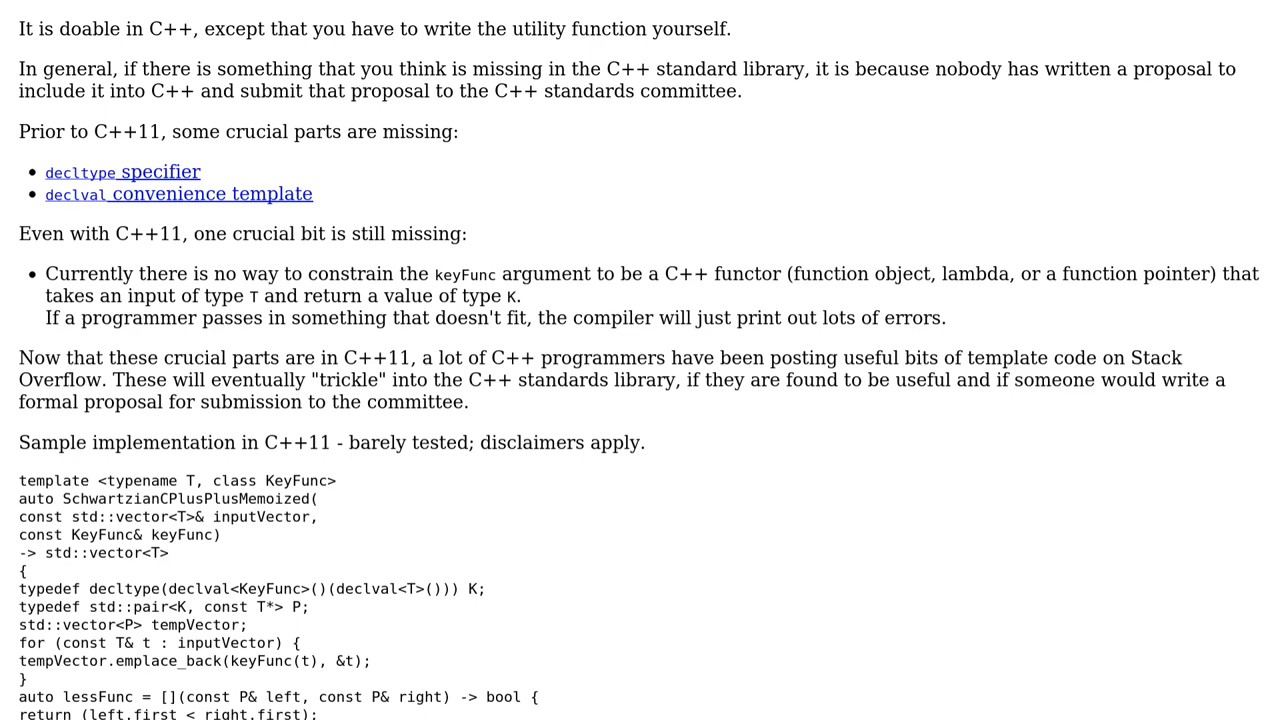 It is doable in C++, except that you have to write the utility function yourself.
In general, if there is something that you think is missing in the C++ standard library, it is because nobody has written a proposal to
include it into C++ and submit that proposal to the C++ standards committee.
Prior to C++11, some crucial parts are missing:
• decltype specifier
• declval convenience template
Even with C++11, one crucial bit is still missing:
• Currently there is no way to constrain the keyFunc argument to be a C++ functor (function object, lambda, or a function pointer) that
takes an input of type T and return a value of type K.
If a programmer passes in something that doesn't fit, the compiler will just print out lots of errors.
Now that these crucial parts are in C++11, a lot of C++ programmers have been posting useful bits of template code on Stack
Overflow. These will eventually "trickle" into the C++ standards library, if they are found to be useful and if someone would write a
formal proposal for submission to the committee.
Sample implementation in C++11 - barely tested; disclaimers apply.
template <typename T, class KeyFunc>
auto SchwartzianCPlusPlusMemoized(
const std::vector<T>& inputVector,
const KeyFunc& keyFunc)
-> std::vector<T>
{
typedef decltype(declval<KeyFunc>()(declval<T>())) K;
typedef std::pair<K, const T*> P;
std::vector<P> tempVector;
for (const T& t : inputVector) {
tempVector.emplace_back(keyFunc(t), &t);
}
auto lessFunc = [](const P& left, const P& right) -> bool {
return (left.first < right.first);